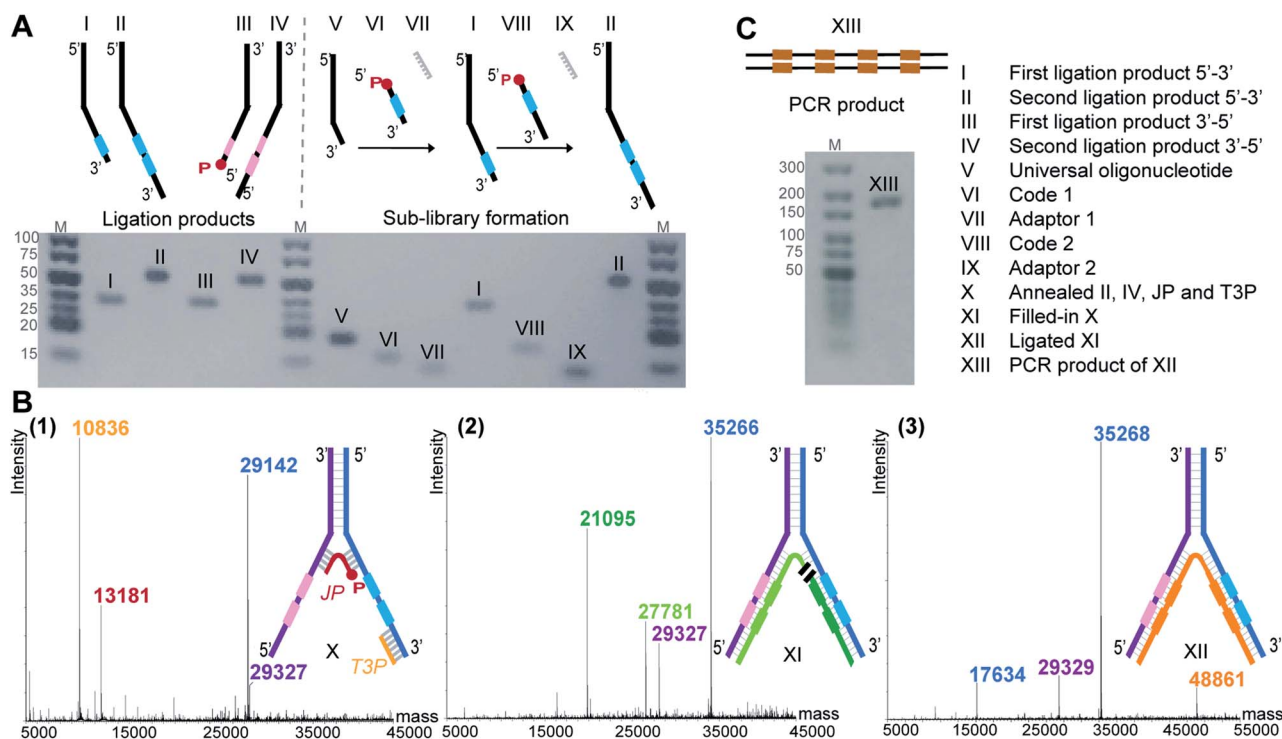 A
I II III IV V VI VII I VIII IX II
5' 5' 5' 3' 3' 5' 5' 5' 5' 5'
P P P
3' 3' 5' 5' 3' 3' 3' 3' 3'
Ligation products Sub-library formation
M M M
100
75
50
35
25
20
15
I II III IV V VI VII I VIII IX II
C
XIII
PCR product
M
300
200
150
100
75
50
XIII
I First ligation product 5'-3'
II Second ligation product 5'-3'
III First ligation product 3'-5'
IV Second ligation product 3'-5'
V Universal oligonucleotide
VI Code 1
VII Adaptor 1
VIII Code 2
IX Adaptor 2
X Annealed II, IV, JP and T3P
XI Filled-in X
XII Ligated XI
XIII PCR product of XII
B
(1)
Intensity
10836
13181
29142
29327
3' 5'
JP P
T3P
5' X 3'
mass
5000 15000 25000 35000 45000
(2)
Intensity
21095
27781
29327
35266
3' 5'
5' XI 3'
mass
5000 15000 25000 35000 45000
(3)
Intensity
17634
29329
35268
48861
3' 5'
5' XII 3'
mass
5000 15000 25000 35000 45000 55000